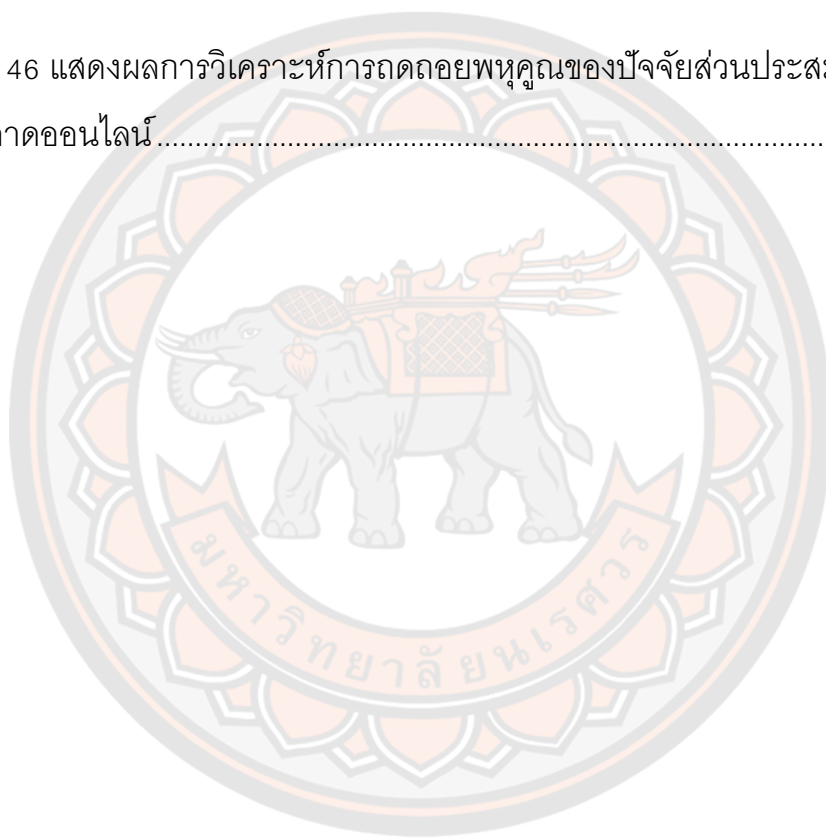 46 แสดงผลการวิเคราะห์การถดถอยพหุคูณของปัจจัยส่วนประส
าดออนไลน์................................................................................
มหาวิทยาลัยนเรศวร